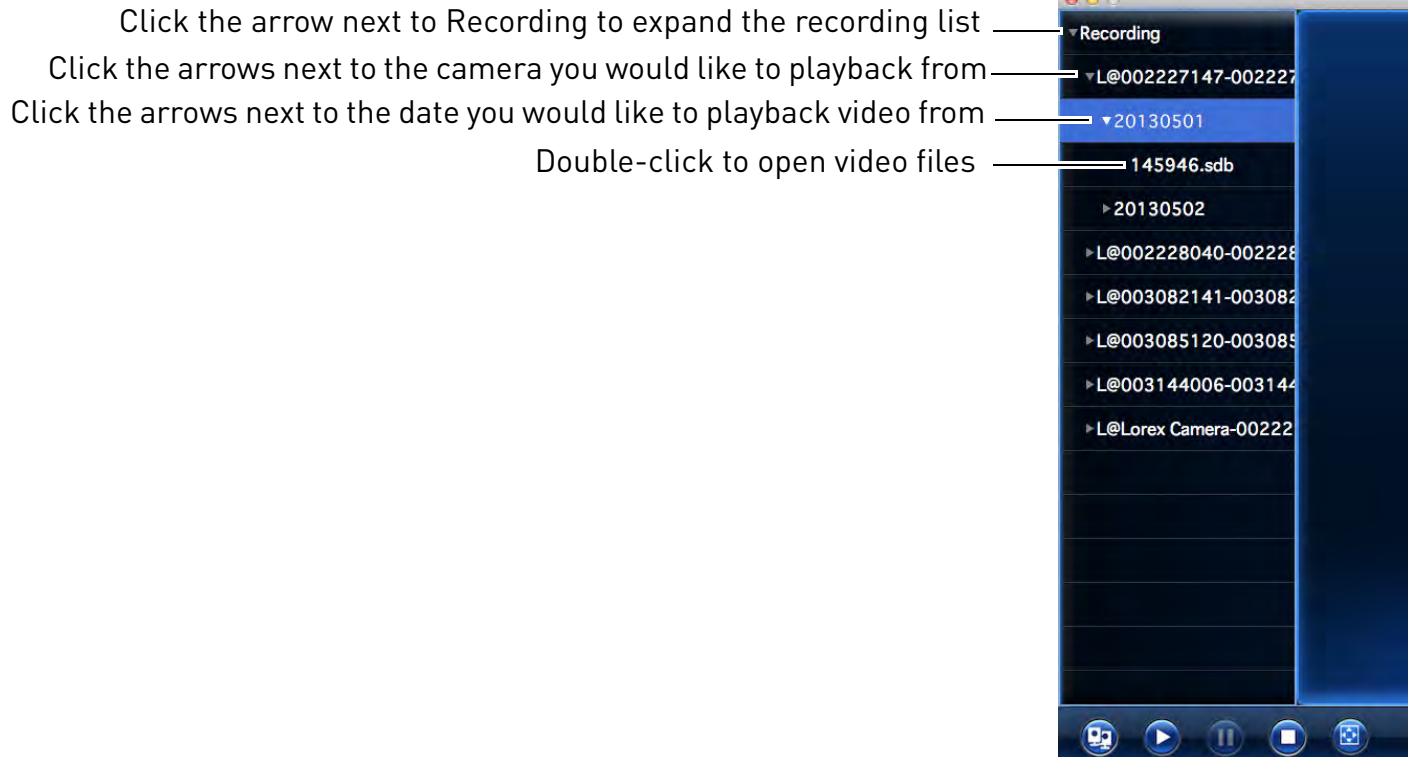 Click the arrow next to Recording to expand the recording list
Click the arrows next to the camera you would like to playback from
Click the arrows next to the date you would like to playback video from
Double-click to open video files
Recording
L@002227147-002227
20130501
145946.sdb
20130502
L@002228040-002228
L@003082141-003082
L@003085120-003085
L@003144006-003144
L@Lorex Camera-00222